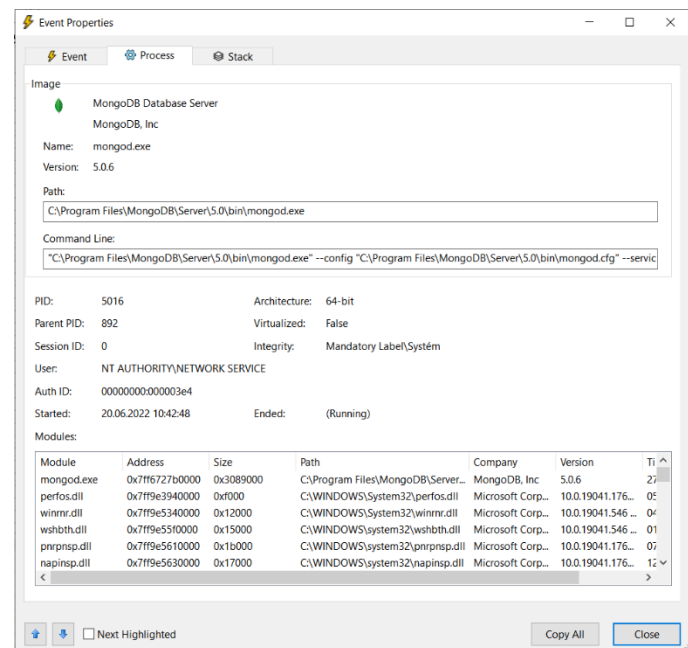 Event Properties
Event Process Stack
Image
MongoDB Database Server
MongoDB, Inc
Name: mongod.exe
Version: 5.0.6
Path:
C:\Program Files\MongoDB\Server\5.0\bin\mongod.exe
Command Line:
"C:\Program Files\MongoDB\Server\5.0\bin\mongod.exe" --config "C:\Program Files\MongoDB\Server\5.0\bin\mongod.cfg" --servic
PID: 5016 Architecture: 64-bit
Parent PID: 892 Virtualized: False
Session ID: 0 Integrity: Mandatory Label\Systém
User: NT AUTHORITY\NETWORK SERVICE
Auth ID: 00000000:000003e4
Started: 20.06.2022 10:42:48 Ended: (Running)
Modules:
Module Address Size Path Company Version Ti
mongod.exe 0x7ff6727b0000 0x3089000 C:\Program Files\MongoDB\Server... MongoDB, Inc 5.0.6 27
perfos.dll 0x7ff9e3940000 0xf000 C:\WINDOWS\System32\perfos.dll Microsoft Corp... 10.0.19041.176... 05
winrnr.dll 0x7ff9e5340000 0x12000 C:\WINDOWS\System32\winrnr.dll Microsoft Corp... 10.0.19041.546 ... 04
wshbth.dll 0x7ff9e55f0000 0x15000 C:\WINDOWS\system32\wshbth.dll Microsoft Corp... 10.0.19041.546 ... 01
pnrpnsp.dll 0x7ff9e5610000 0x1b000 C:\WINDOWS\system32\pnrpnsp.dll Microsoft Corp... 10.0.19041.176... 07
napinsp.dll 0x7ff9e5630000 0x17000 C:\WINDOWS\system32\napinsp.dll Microsoft Corp... 10.0.19041.176... 12
Next Highlighted Copy All Close